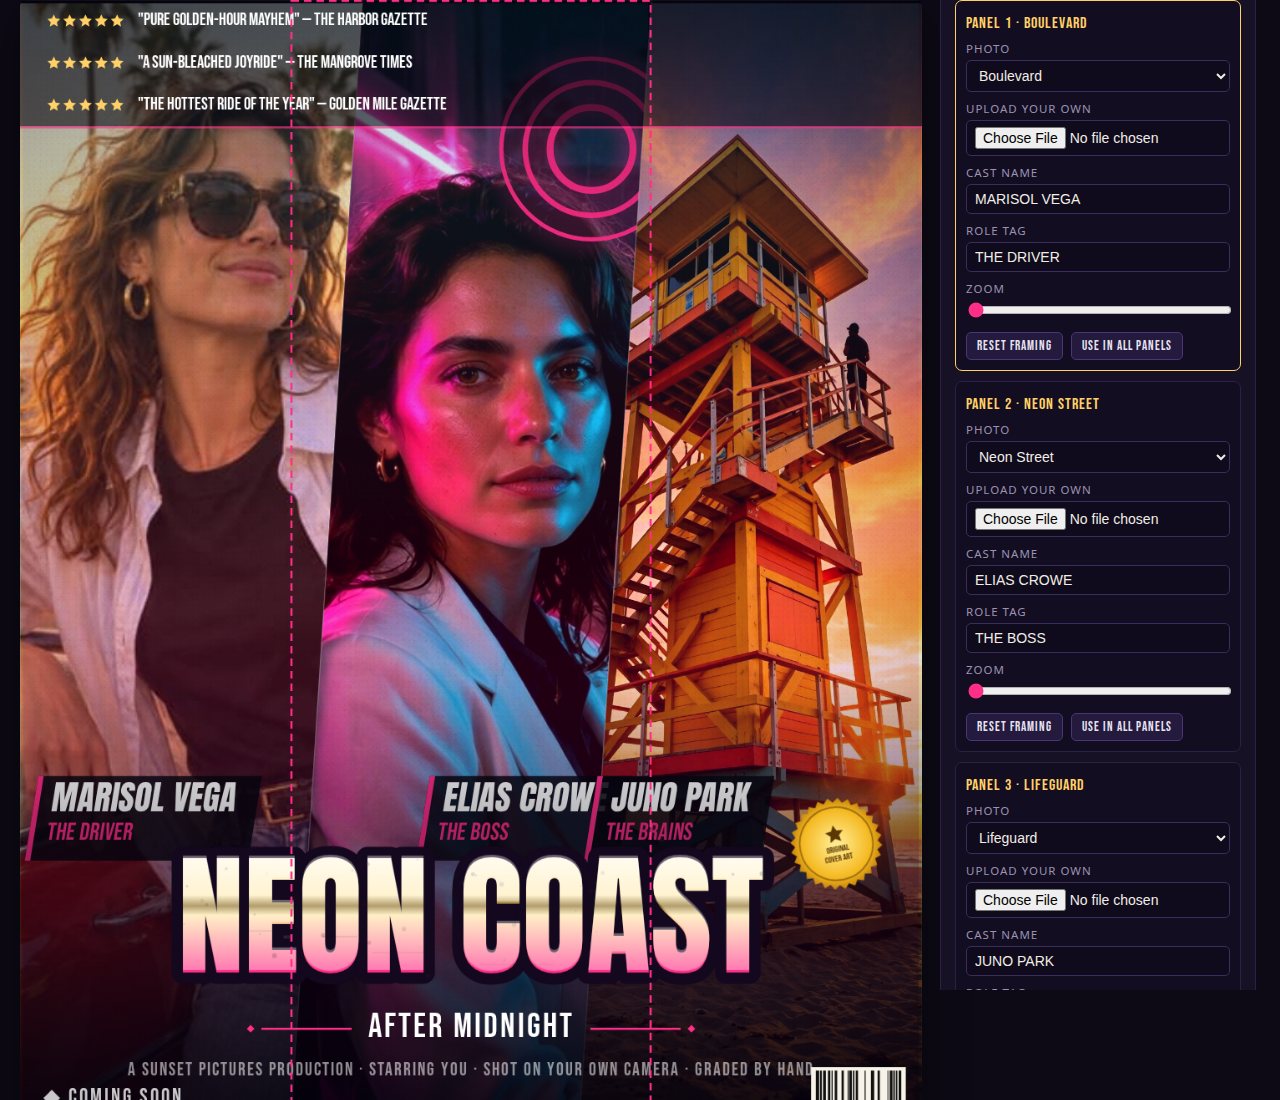 "PURE GOLDEN-HOUR MAYHEM" — THE HARBOR GAZETTE
"A SUN-BLEACHED JOYRIDE" — THE MANGROVE TIMES
"THE HOTTEST RIDE OF THE YEAR" — GOLDEN MILE GAZETTE
MARISOL VEGA
THE DRIVER
ELIAS CROWE
THE BOSS
JUNO PARK
THE BRAINS
ORIGINAL
COVER ART
NEON COAST
AFTER MIDNIGHT
A SUNSET PICTURES PRODUCTION · STARRING YOU · SHOT ON YOUR OWN CAMERA · GRADED BY HAND
COMING SOON
PANEL 1 · BOULEVARD
PHOTO
Boulevard
UPLOAD YOUR OWN
Choose File No file chosen
CAST NAME
MARISOL VEGA
ROLE TAG
THE DRIVER
ZOOM
RESET FRAMING
USE IN ALL PANELS
PANEL 2 · NEON STREET
PHOTO
Neon Street
UPLOAD YOUR OWN
Choose File No file chosen
CAST NAME
ELIAS CROWE
ROLE TAG
THE BOSS
ZOOM
RESET FRAMING
USE IN ALL PANELS
PANEL 3 · LIFEGUARD
PHOTO
Lifeguard
UPLOAD YOUR OWN
Choose File No file chosen
CAST NAME
JUNO PARK
ROLE TAG